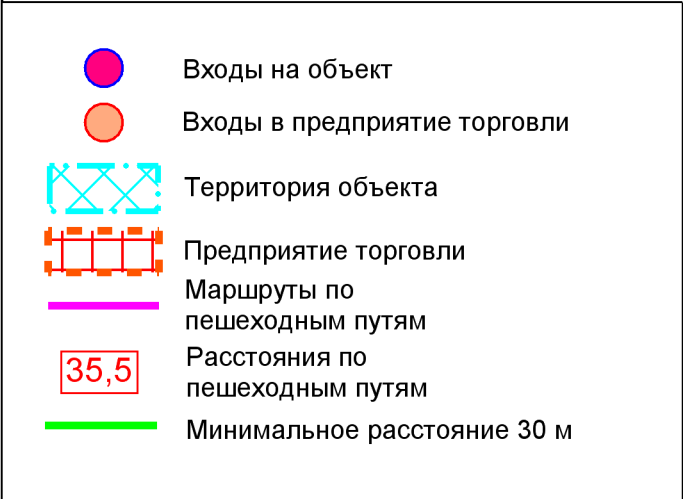 Входы на объект
Входы в предприятие торговли
Территория объекта
Предприятие торговли
Маршруты по
пешеходным путям
35,5
Расстояния по
пешеходным путям
Минимальное расстояние 30 м